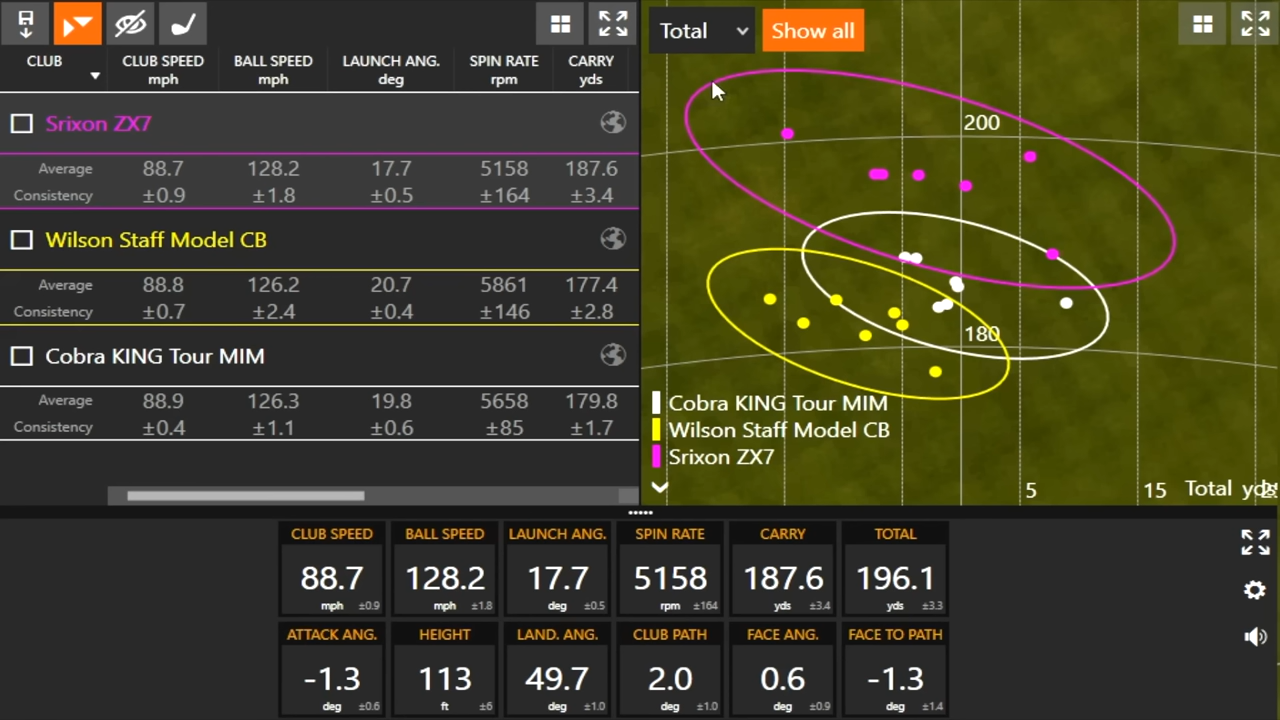 CLUB
CLUB SPEED
mph
BALL SPEED
mph
LAUNCH ANG.
deg
SPIN RATE
rpm
CARRY
yds
Srixon ZX7
Average 88.7 128.2 17.7 5158 187.6
Consistency ±0.9 ±1.8 ±0.5 ±164 ±3.4
Wilson Staff Model CB
Average 88.8 126.2 20.7 5861 177.4
Consistency ±0.7 ±2.4 ±0.4 ±146 ±2.8
Cobra KING Tour MIM
Average 88.9 126.3 19.8 5658 179.8
Consistency ±0.4 ±1.1 ±0.6 ±85 ±1.7
Total Show all
200
180
Cobra KING Tour MIM
Wilson Staff Model CB
Srixon ZX7
5 15 Total yds
CLUB SPEED BALL SPEED LAUNCH ANG. SPIN RATE CARRY TOTAL
88.7 128.2 17.7 5158 187.6 196.1
mph ±0.9 mph ±1.8 deg ±0.5 rpm ±164 yds ±3.4 yds ±3.3
ATTACK ANG. HEIGHT LAND. ANG. CLUB PATH FACE ANG. FACE TO PATH
-1.3 113 49.7 2.0 0.6 -1.3
deg ±0.6 ft ±6 deg ±1.0 deg ±1.0 deg ±0.9 deg ±1.4